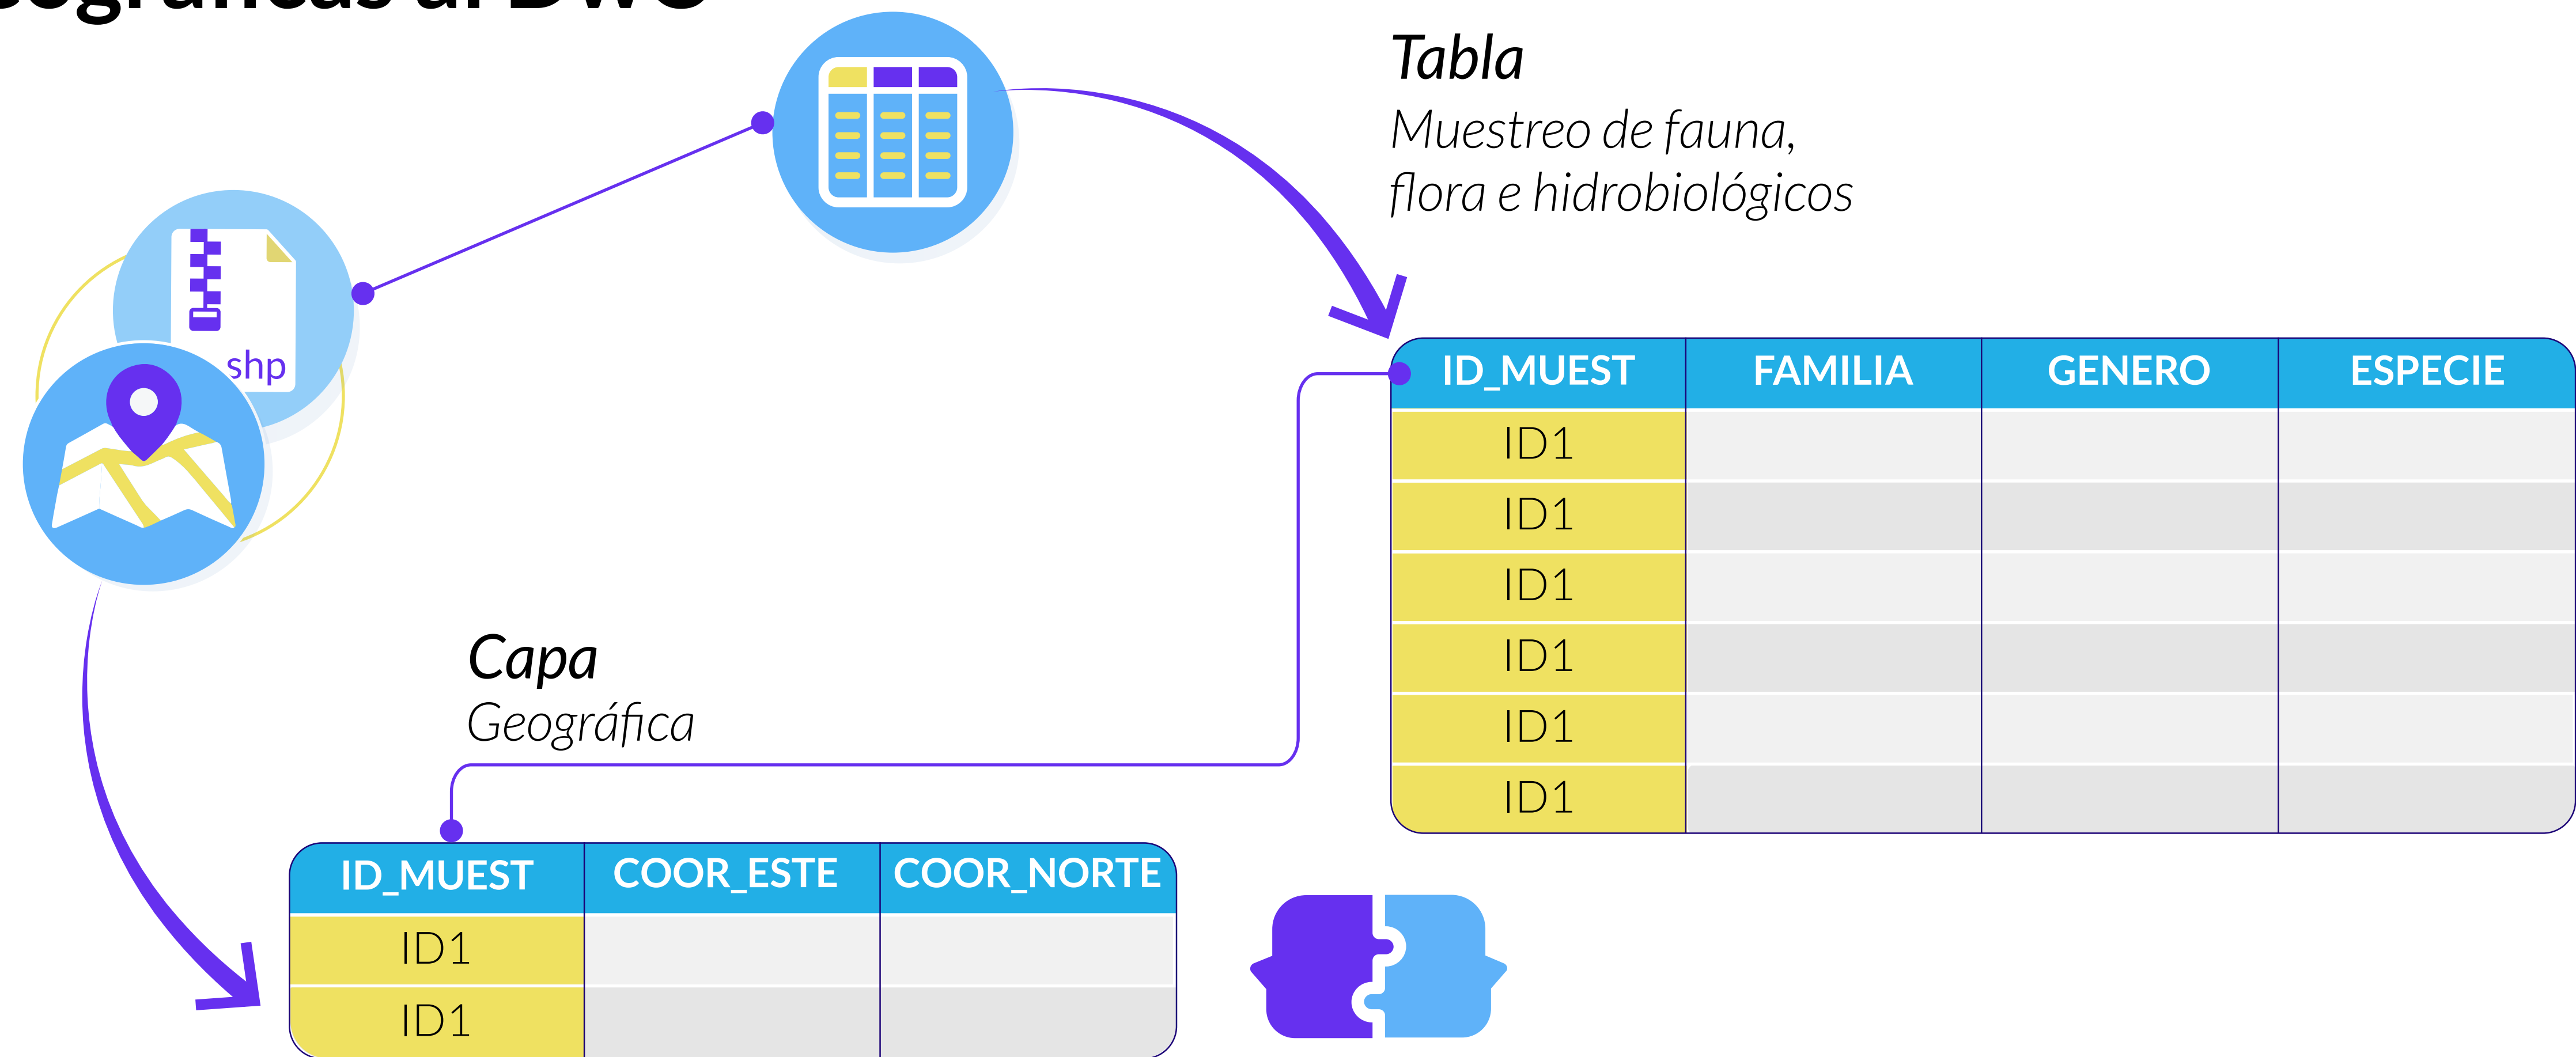 Tabla
Muestreo de fauna,
flora e hidrobiológicos
shp
ID_MUEST FAMILIA GENERO ESPECIE
ID1
ID1
ID1
ID1
ID1
ID1
Capa
Geográfica
ID_MUEST COOR_ESTE COOR_NORTE
ID1
ID1